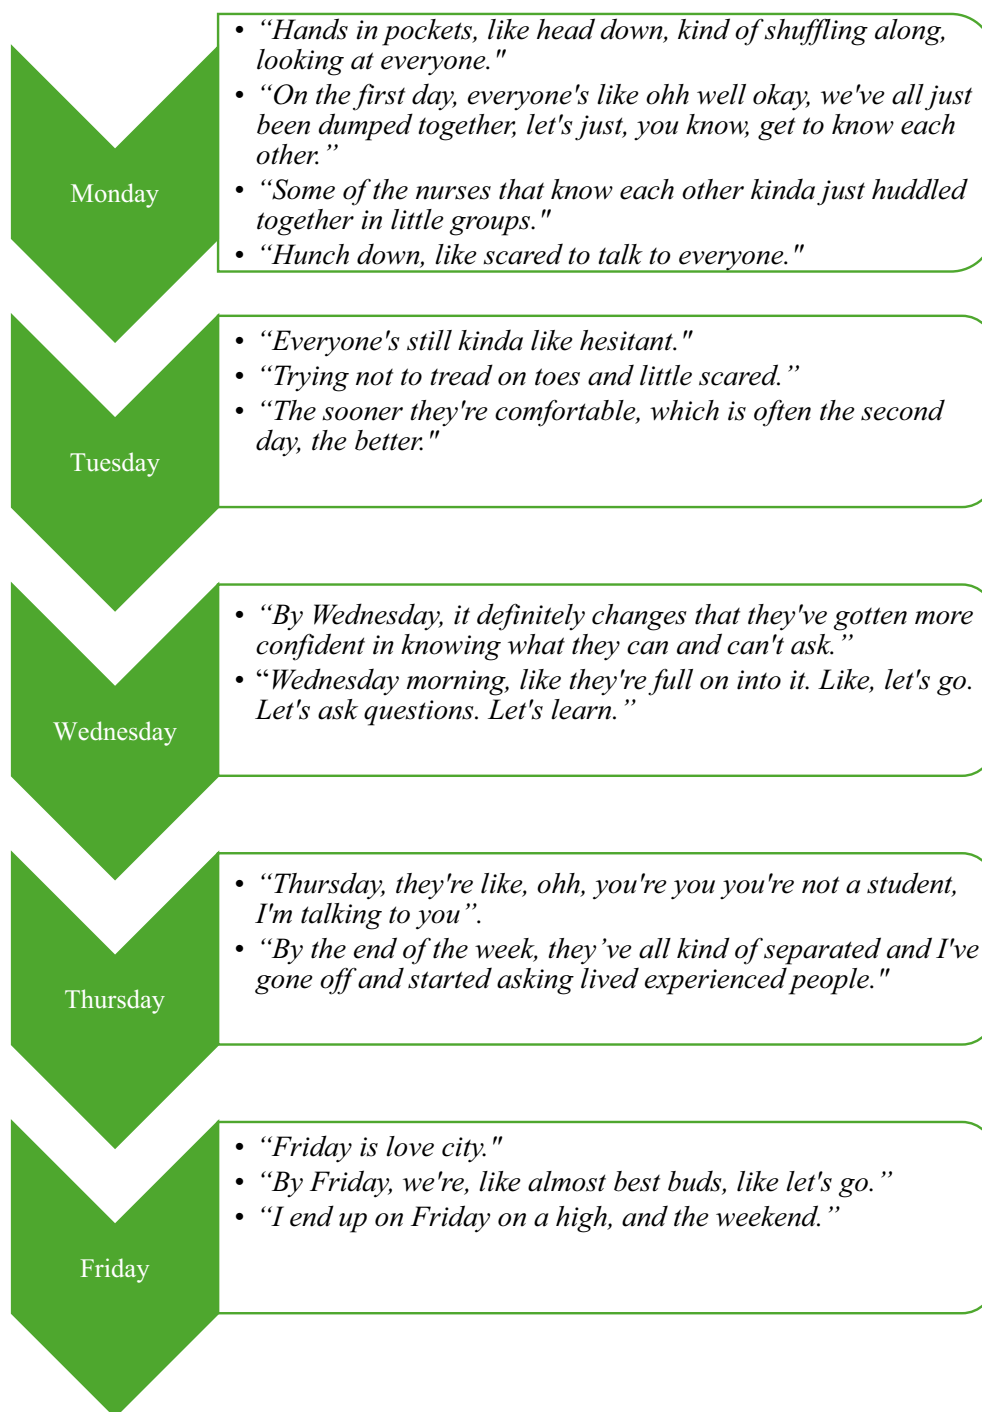 Monday
• “Hands in pockets, like head down, kind of shuffling along,
looking at everyone."
• “On the first day, everyone's like ohh well okay, we've all just
been dumped together, let's just, you know, get to know each
other.”
• “Some of the nurses that know each other kinda just huddled
together in little groups."
• “Hunch down, like scared to talk to everyone."
Tuesday
• “Everyone's still kinda like hesitant."
• “Trying not to tread on toes and little scared.”
• “The sooner they're comfortable, which is often the second
day, the better."
Wednesday
• “By Wednesday, it definitely changes that they've gotten more
confident in knowing what they can and can't ask.”
• “Wednesday morning, like they're full on into it. Like, let's go.
Let's ask questions. Let's learn.”
Thursday
• “Thursday, they're like, ohh, you're you you're not a student,
I'm talking to you”.
• “By the end of the week, they’ve all kind of separated and I've
gone off and started asking lived experienced people."
Friday
• “Friday is love city."
• “By Friday, we're, like almost best buds, like let's go.”
• “I end up on Friday on a high, and the weekend.”